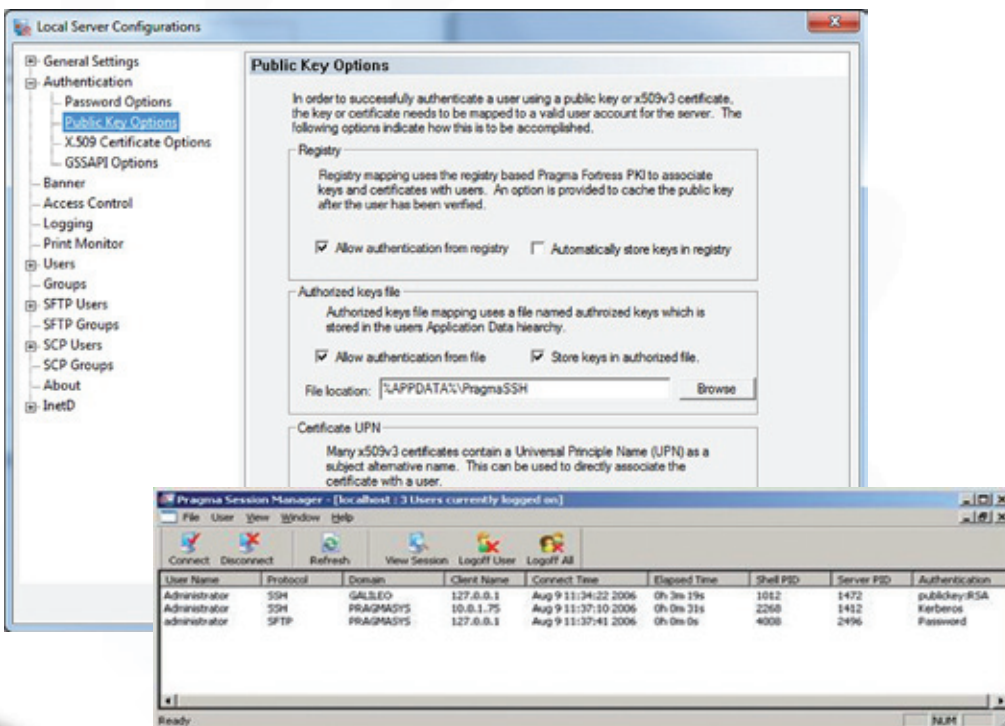 Local Server Configurations
General Settings
Authentication
Password Options
Public Key Options
X.509 Certificate Options
GSSAPI Options
Banner
Access Control
Logging
Print Monitor
Users
Groups
SFTP Users
SFTP Groups
SCP Users
SCP Groups
About
InetD
Public Key Options
In order to successfully authenticate a user using a public key or x509v3 certificate,
the key or certificate needs to be mapped to a valid user account for the server. The
following options indicate how this is to be accomplished.
Registry
Registry mapping uses the registry based Pragma Fortress PKI to associate
keys and certificates with users. An option is provided to cache the public key
after the user has been verified.
Allow authentication from registry
Automatically store keys in registry
Authorized keys file
Authorized keys file mapping uses a file named authroized keys which is
stored in the users Application Data hiearchy.
Allow authentication from file
Store keys in authorized file.
File location: %APPDATA%\PragmaSSH Browse
Certificate UPN
Many x509v3 certificates contain a Universal Principle Name (UPN) as a
subject alternative name. This can be used to directly associate the
certificate with a user.
Pragma Session Manager - [localhost : 3 Users currently logged on]
File User View Window Help
Connect Disconnect Refresh View Session Logoff User Logoff All
User Name Protocol Domain Client Name Connect Time Elapsed Time Shell PID Server PID Authentication
Administrator SSH GALILEO 127.0.0.1 Aug 9 11:34:22 2006 0h 3m 19s 1012 1472 publickey:RSA
Administrator SSH PRAGMASYS 10.0.1.75 Aug 9 11:37:10 2006 0h 0m 31s 2268 1412 Kerberos
administrator SFTP PRAGMASYS 127.0.0.1 Aug 9 11:37:41 2006 0h 0m 0s 4008 2496 Password
Ready NUM